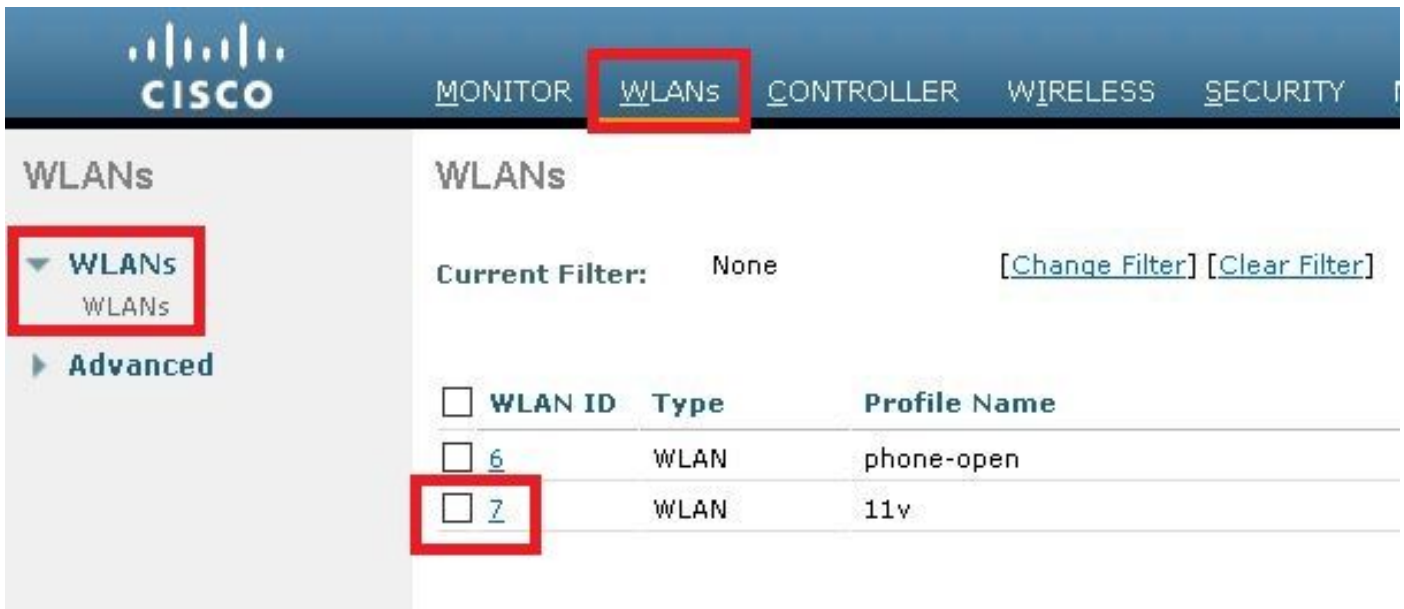 CISCO
MONITOR WLANs CONTROLLER WIRELESS SECURITY
WLANs
WLANs
WLANs
Advanced
WLANs
Current Filter: None [Change Filter] [Clear Filter]
WLAN ID Type Profile Name
6 WLAN phone-open
7 WLAN 11v